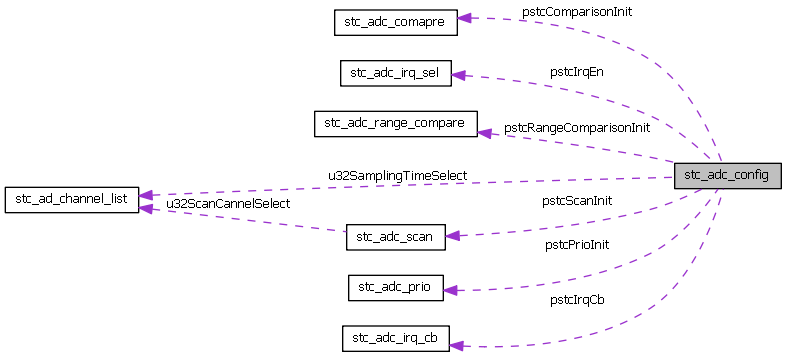 pstcComparisonInit
stc_adc_comapre
stc_adc_irq_sel
pstcIrqEn
stc_adc_range_compare
pstcRangeComparisonInit
u32SamplingTimeSelect
stc_adc_config
stc_ad_channel_list
u32ScanCannelSelect
pstcScanInit
stc_adc_scan
pstcPrioInit
stc_adc_prio
pstcIrqCb
stc_adc_irq_cb